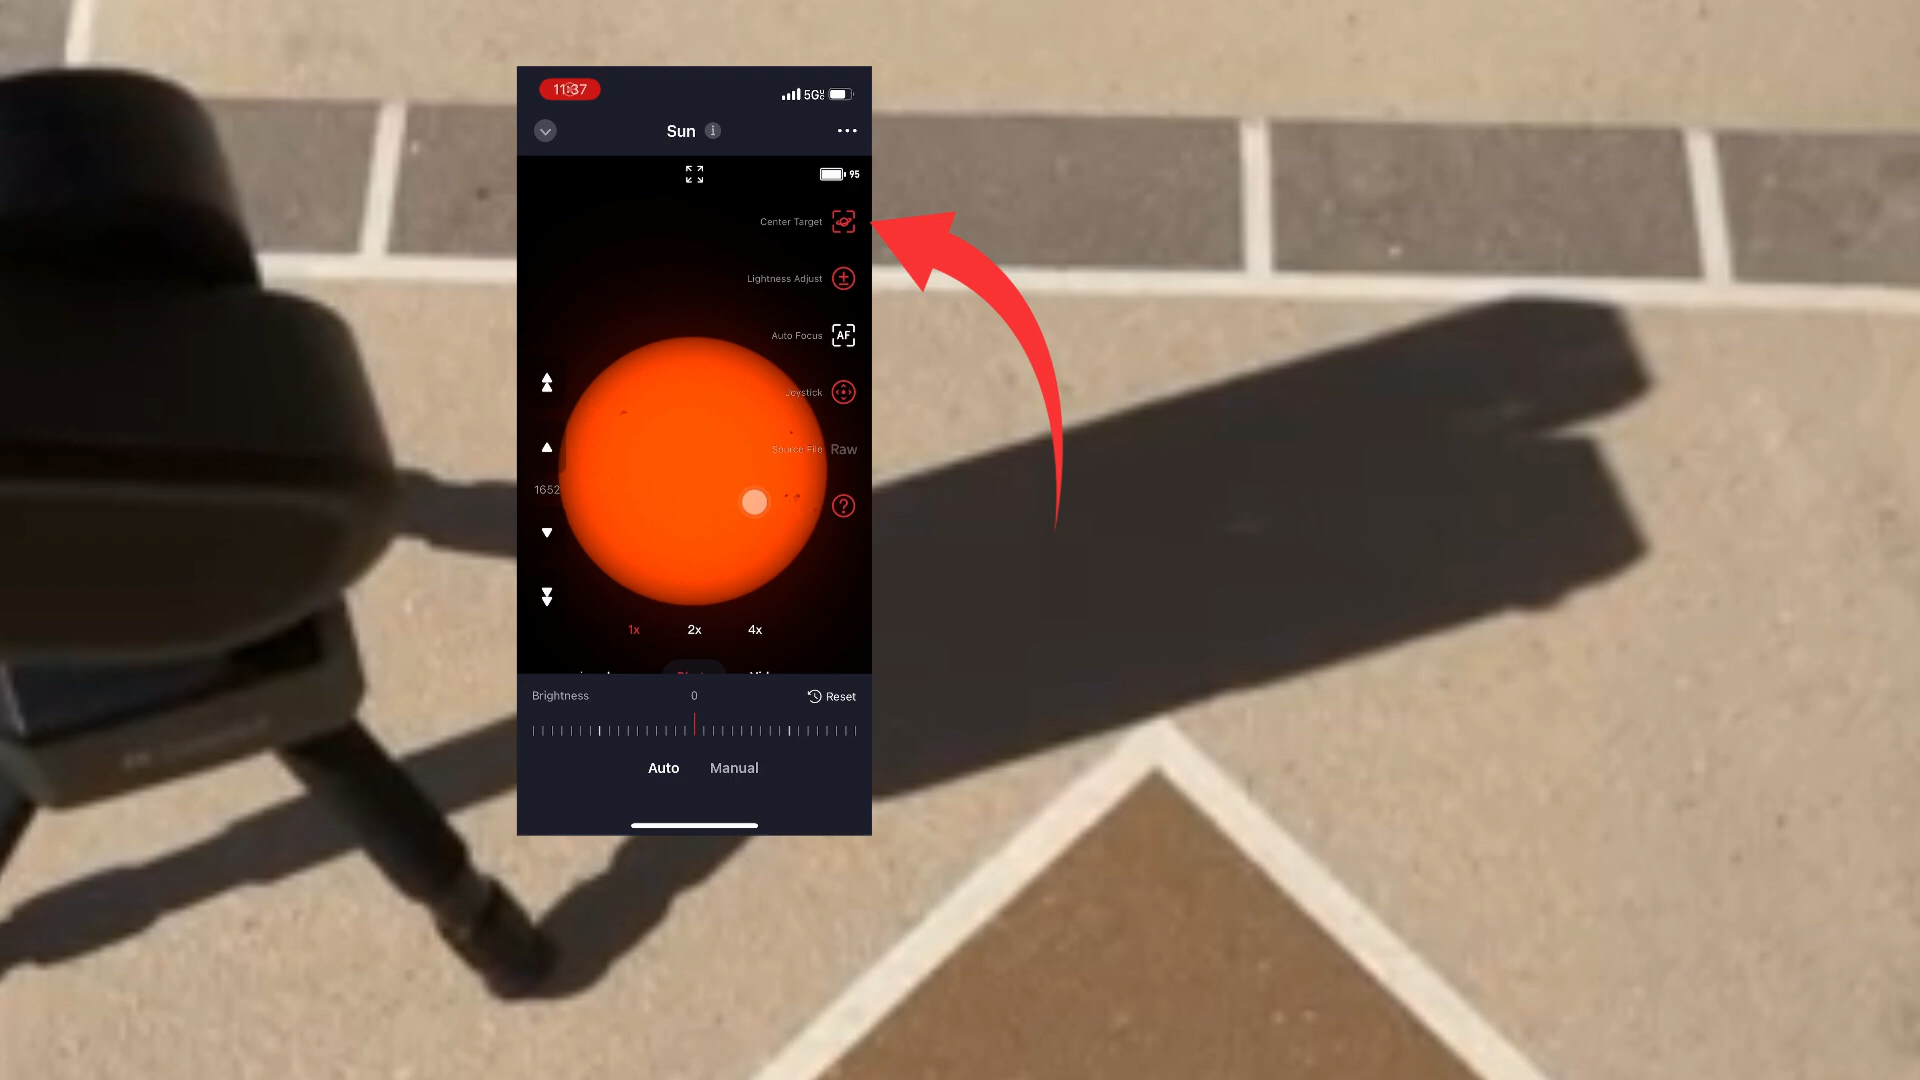 11:37
5G
Sun
95
Center Target
Lightness Adjust
Auto Focus
AF
Joystick
Source File Raw
1652
?
1x 2x 4x
Brightness 0 Reset
Auto Manual